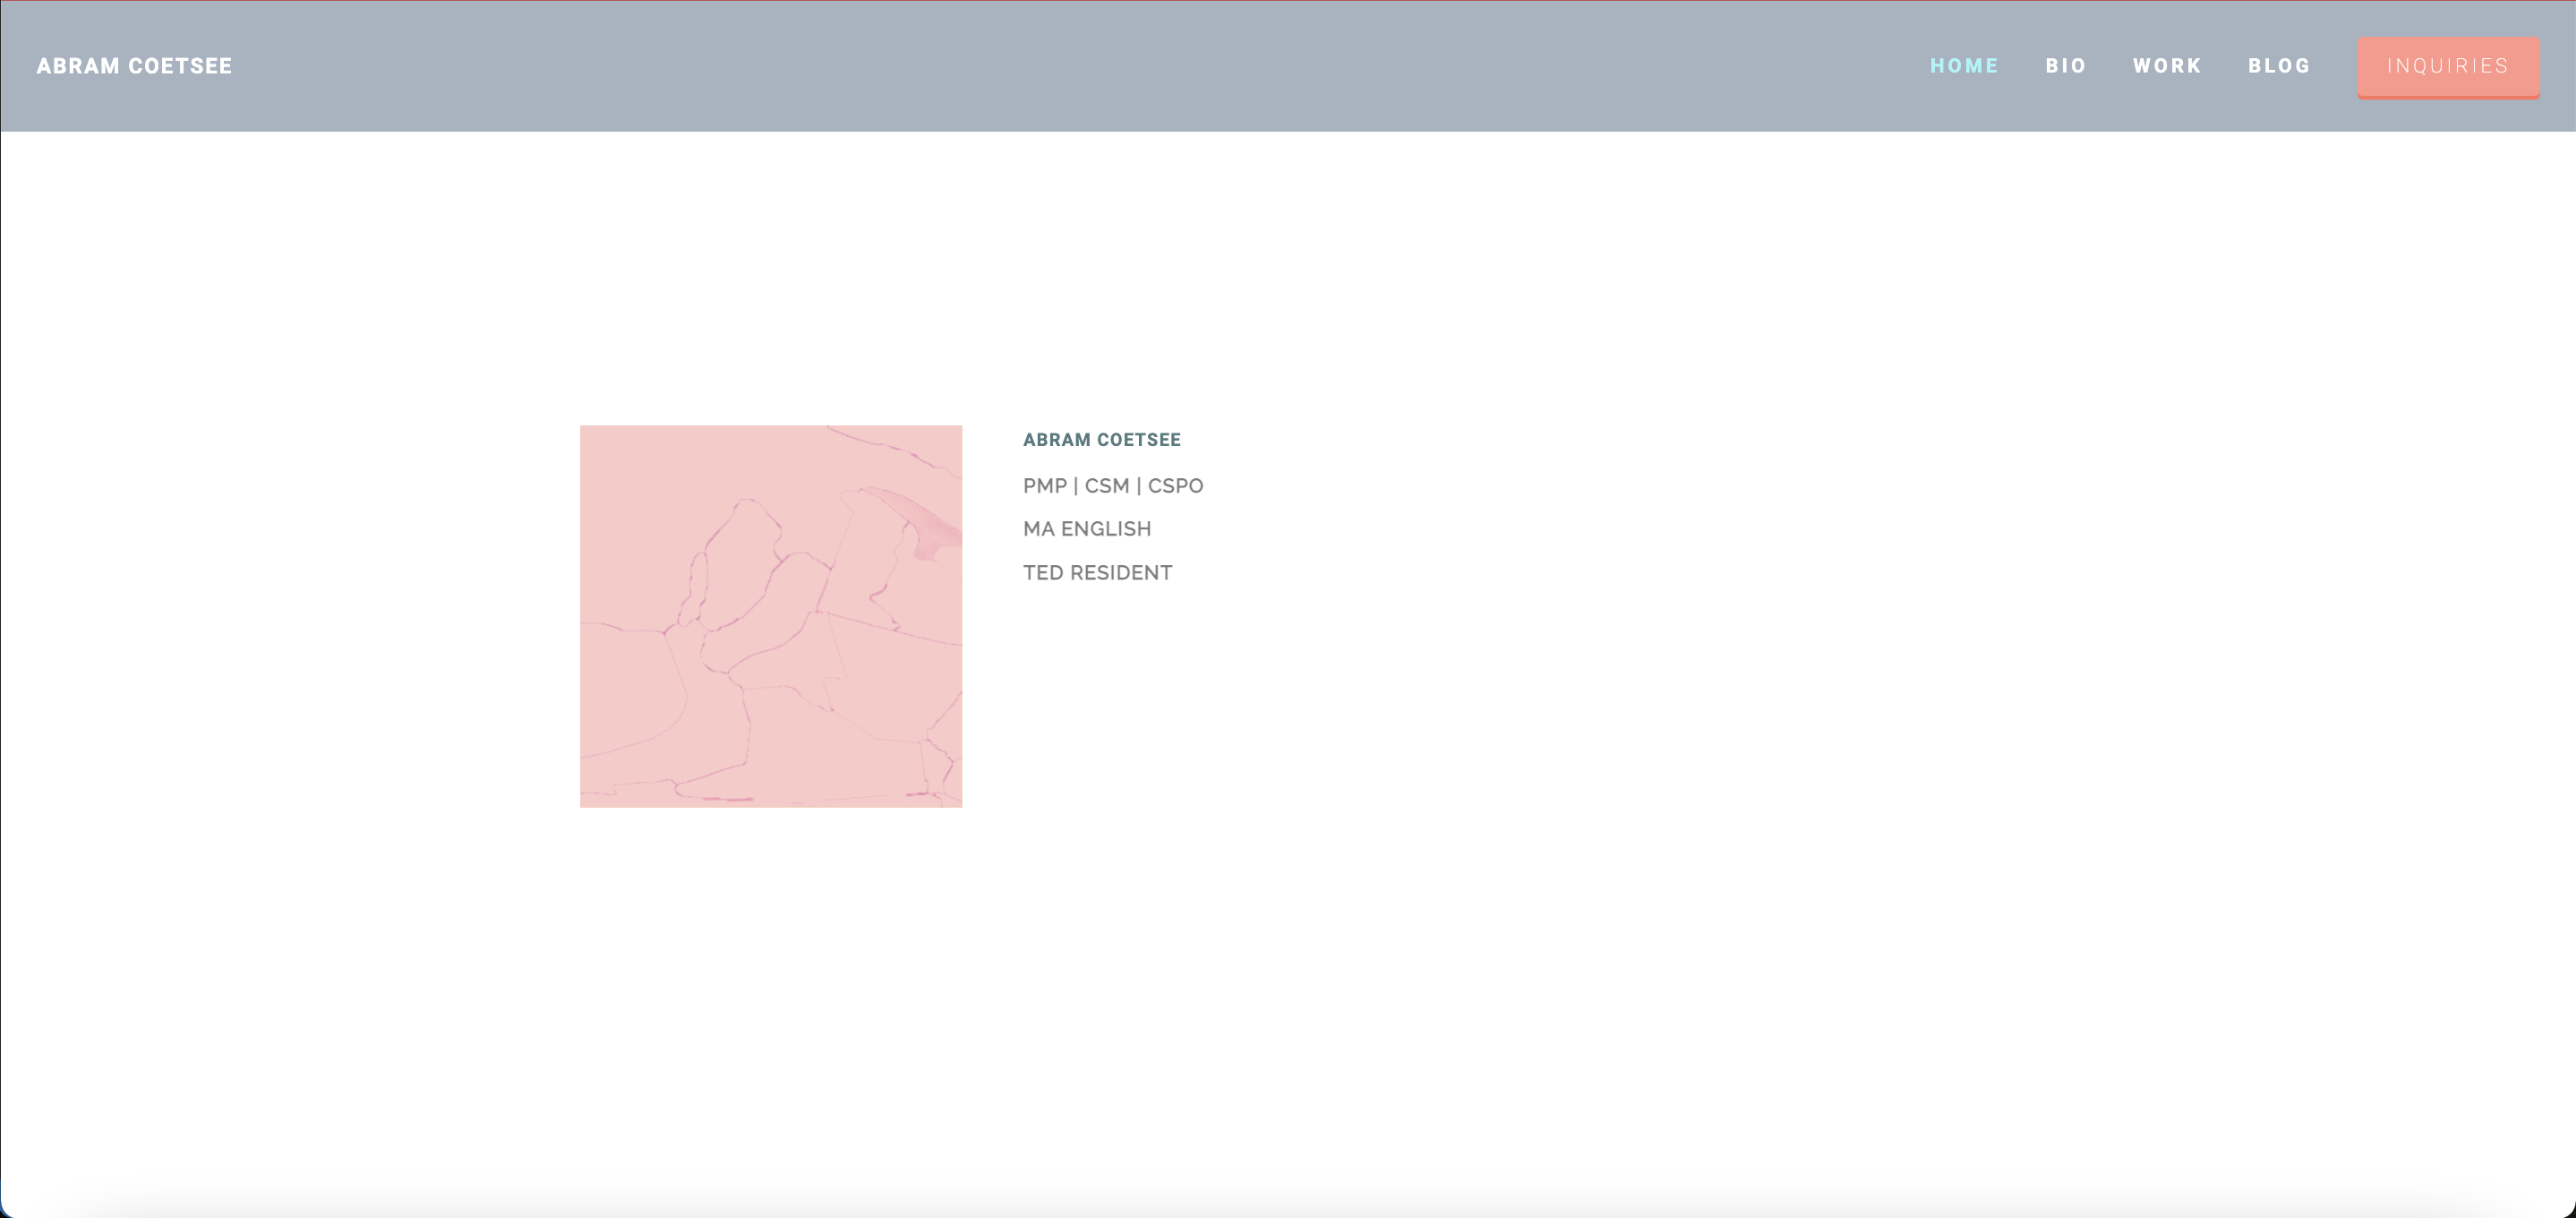 ABRAM COETSEE
HOME BIO WORK BLOG INQUIRIES
ABRAM COETSEE
PMP | CSM | CSPO
MA ENGLISH
TED RESIDENT